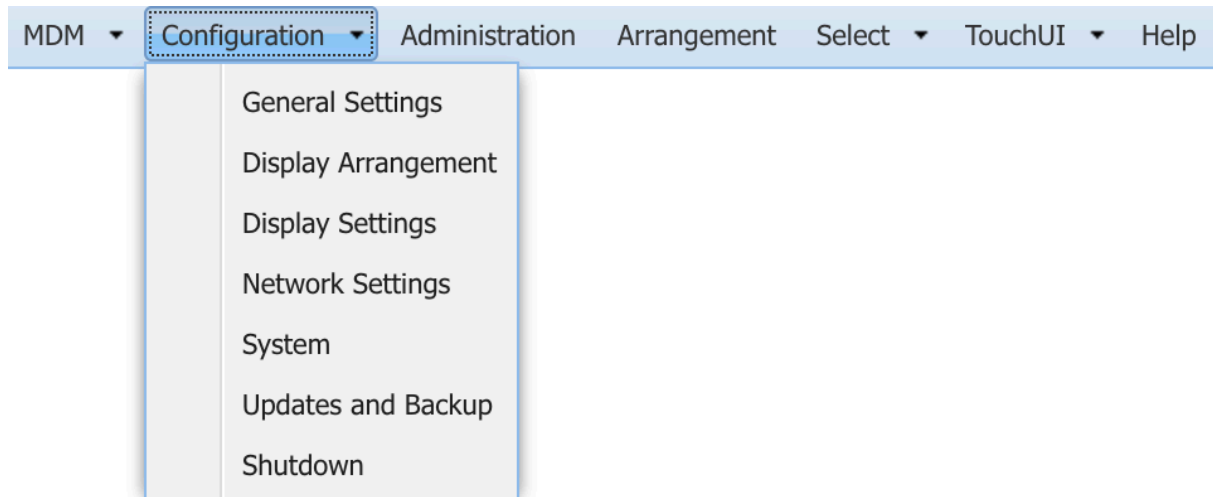 MDM Configuration Administration Arrangement Select TouchUI Help
General Settings
Display Arrangement
Display Settings
Network Settings
System
Updates and Backup
Shutdown